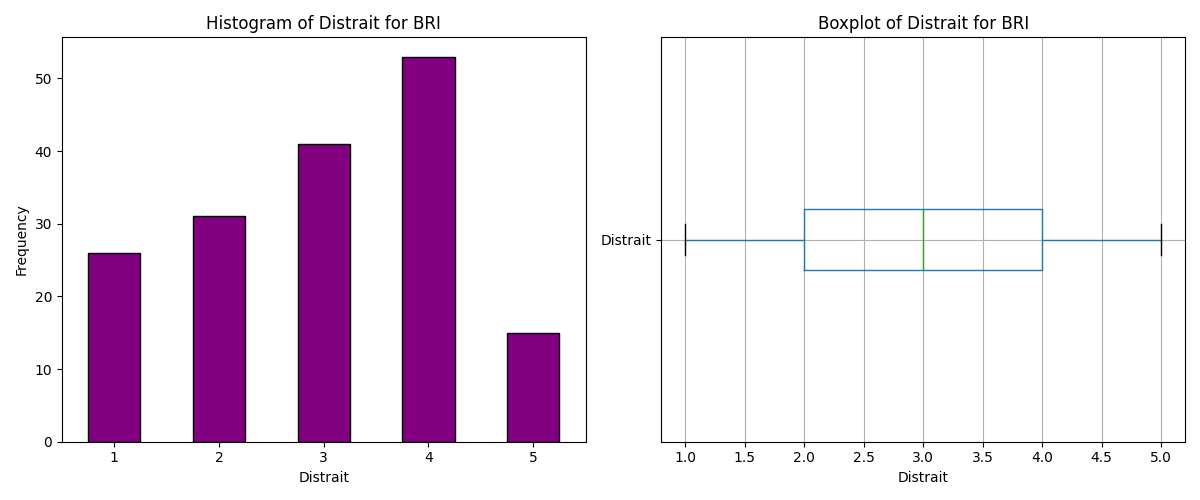 Histogram of Distrait for BRI
Frequency
50
40
30
20
10
0
1 2 3 4 5
Distrait
Boxplot of Distrait for BRI
Distrait
1.0 1.5 2.0 2.5 3.0 3.5 4.0 4.5 5.0
Distrait